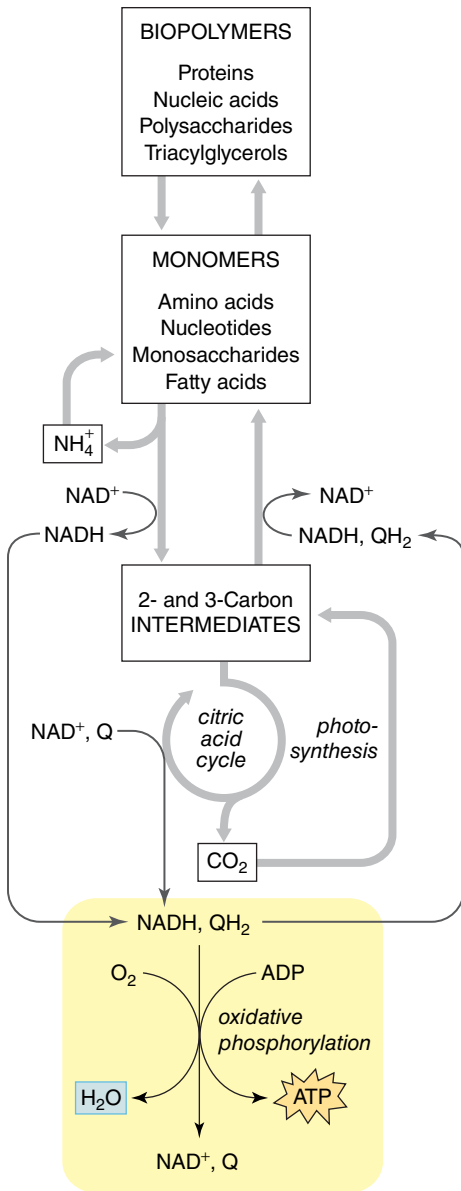 BIOPOLYMERS
Proteins
Nucleic acids
Polysaccharides
Triacylglycerols
MONOMERS
Amino acids
Nucleotides
Monosaccharides
Fatty acids
NH₄⁺
NAD⁺
NADH
NAD⁺
NADH, QH₂
2- and 3-Carbon
INTERMEDIATES
NAD⁺, Q
citric
acid
cycle
photo-
synthesis
CO₂
NADH, QH₂
O₂
ADP
oxidative
phosphorylation
H₂O
ATP
NAD⁺, Q